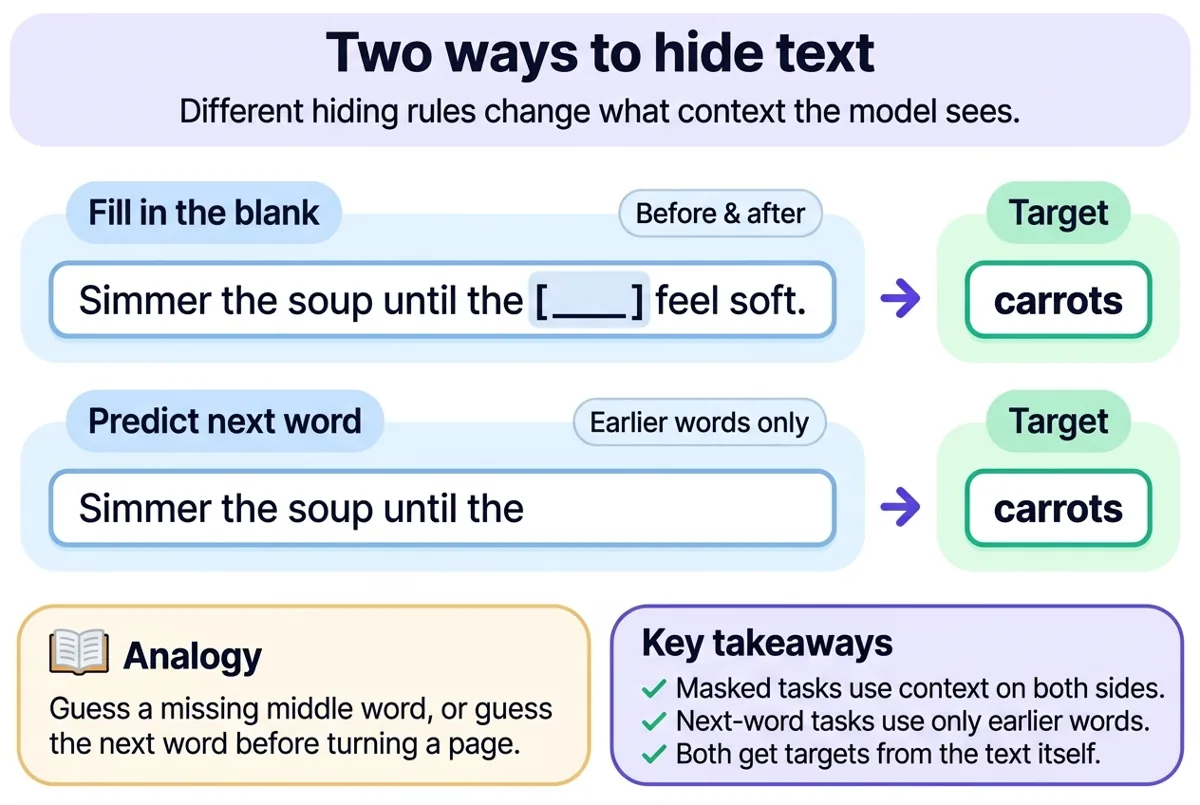 Two ways to hide text
Different hiding rules change what context the model sees.
Fill in the blank
Before & after
Target
Simmer the soup until the [____] feel soft.
carrots
Predict next word
Earlier words only
Target
Simmer the soup until the
carrots
Analogy
Guess a missing middle word, or guess
the next word before turning a page.
Key takeaways
Masked tasks use context on both sides.
Next-word tasks use only earlier words.
Both get targets from the text itself.